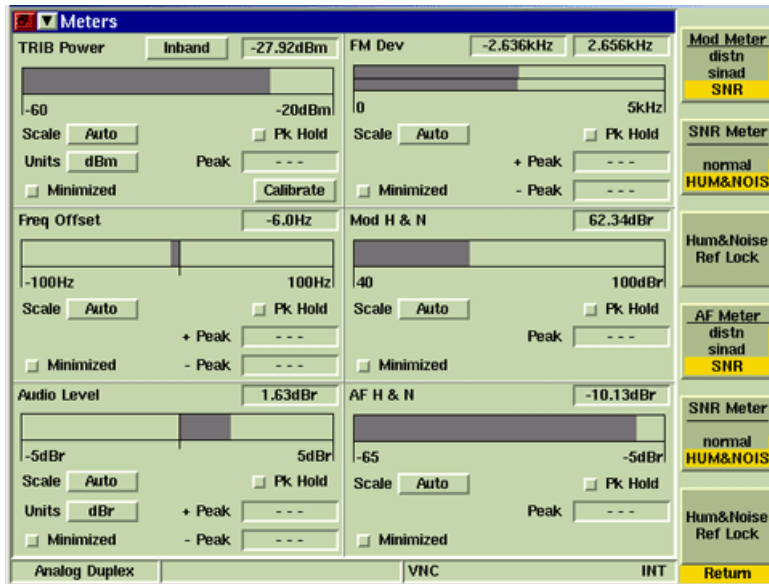 Meters
TRIB Power Inband -27.92dBm
-60 -20dBm
Scale Auto Pk Hold
Units dBm Peak - - -
Minimized Calibrate
FM Dev -2.636kHz 2.656kHz
0 5kHz
Scale Auto Pk Hold
+ Peak - - -
Minimized - Peak - - -
Freq Offset -6.0Hz
-100Hz 100Hz
Scale Auto Pk Hold
+ Peak - - -
Minimized - Peak - - -
Mod H & N 62.34dBr
40 100dBr
Scale Auto Pk Hold
Peak - - -
Minimized
Audio Level 1.63dBr
-5dBr 5dBr
Scale Auto Pk Hold
Units dBr + Peak - - -
Minimized - Peak - - -
AF H & N -10.13dBr
-65 -5dBr
Scale Auto Pk Hold
Peak - - -
Minimized
Mod Meter
distn
sinad
SNR
SNR Meter
normal
HUM&NOIS
Hum&Noise
Ref Lock
AF Meter
distn
sinad
SNR
SNR Meter
normal
HUM&NOIS
Hum&Noise
Ref Lock
Return
Analog Duplex VNC INT